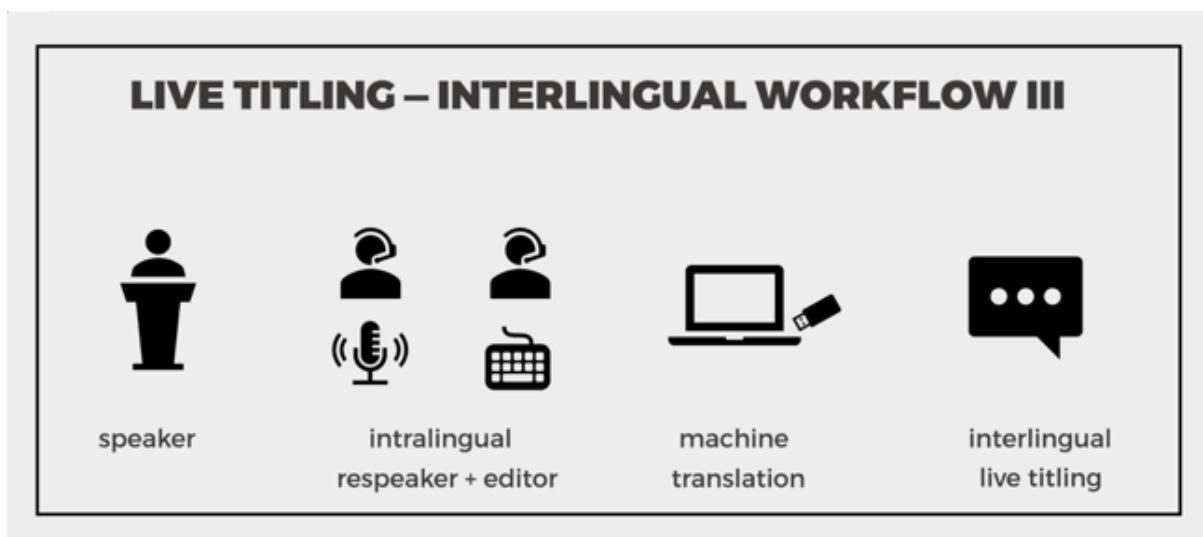 LIVE TITLING – INTERLINGUAL WORKFLOW III
speaker
intralingual
respeaker + editor
machine
translation
interlingual
live titling